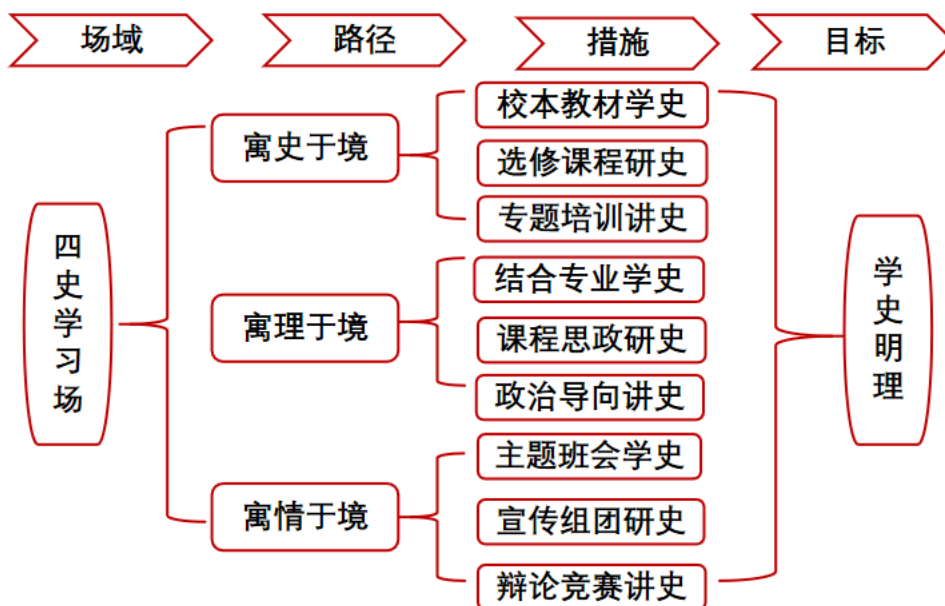 场域
路径
措施
目标
四史学习场
寓史于境
校本教材学史
选修课程研史
专题培训讲史
寓理于境
结合专业学史
课程思政研史
政治导向讲史
寓情于境
主题班会学史
宣传组团研史
辩论竞赛讲史
学史明理